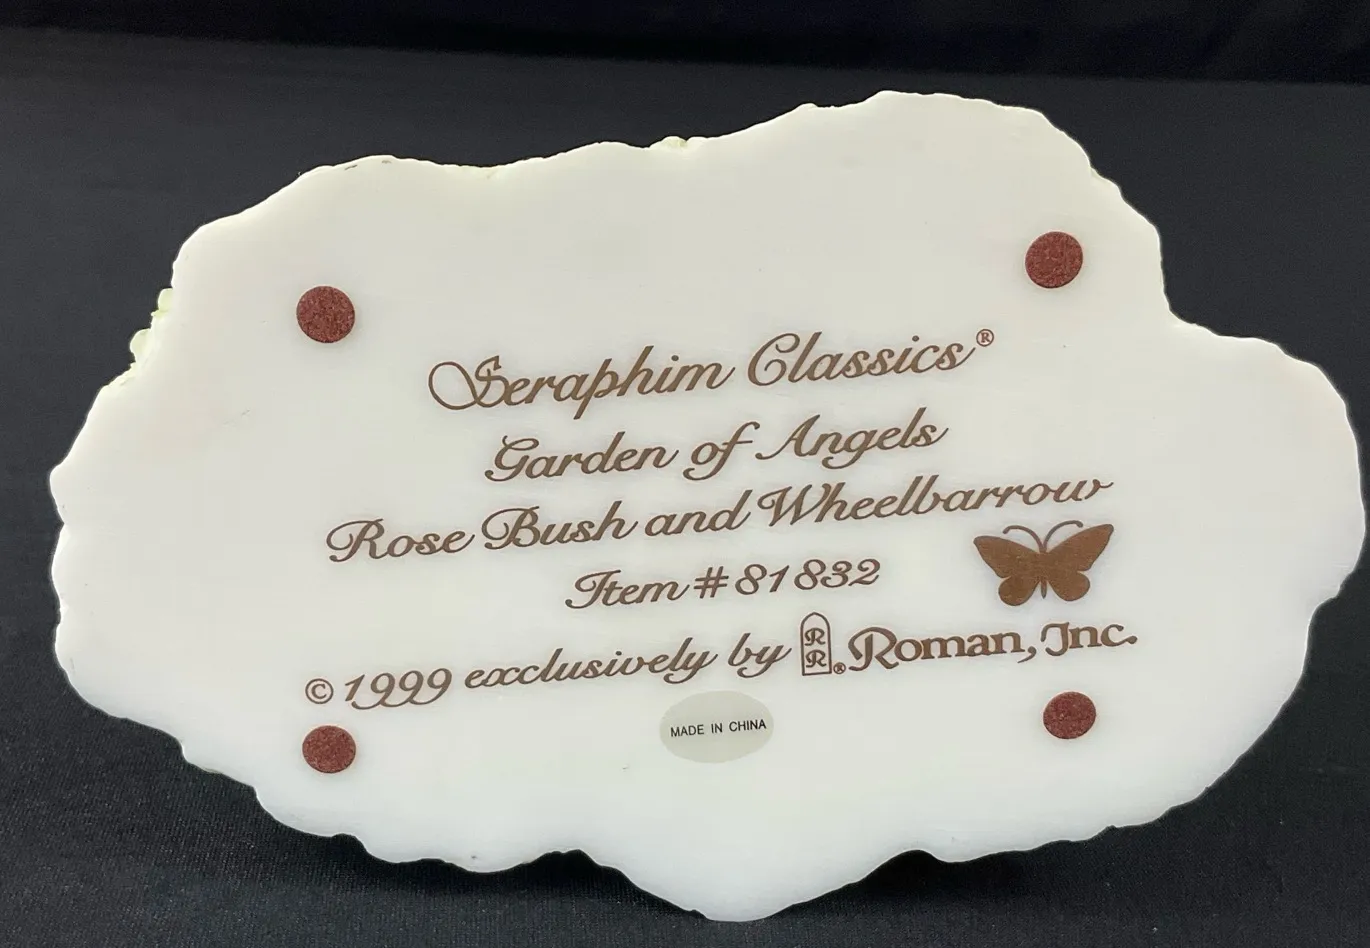 Seraphim Classics®
Garden of Angels
Rose Bush and Wheelbarrow
Item # 81832
© 1999 exclusively by RR® Roman, Inc.
MADE IN CHINA